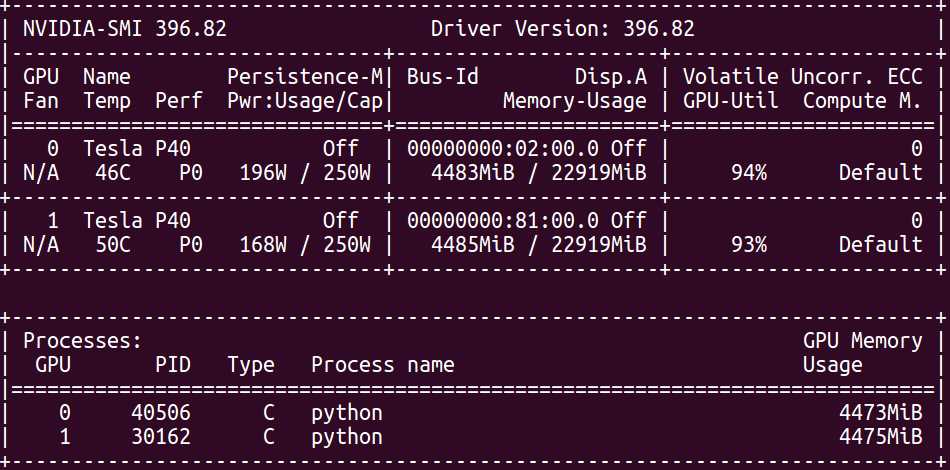 +-----------------------------------------------------------------------------+
| NVIDIA-SMI 396.82                 Driver Version: 396.82                    |
|-------------------------------+----------------------+----------------------+
| GPU  Name        Persistence-M| Bus-Id        Disp.A | Volatile Uncorr. ECC |
| Fan  Temp  Perf  Pwr:Usage/Cap|         Memory-Usage | GPU-Util  Compute M. |
|===============================+======================+======================|
|   0  Tesla P40           Off  | 00000000:02:00.0 Off |                    0 |
| N/A   46C    P0   196W / 250W |   4483MiB / 22919MiB |     94%      Default |
+-------------------------------+----------------------+----------------------+
|   1  Tesla P40           Off  | 00000000:81:00.0 Off |                    0 |
| N/A   50C    P0   168W / 250W |   4485MiB / 22919MiB |     93%      Default |
+-------------------------------+----------------------+----------------------+
+-----------------------------------------------------------------------------+
| Processes:                                                       GPU Memory |
|  GPU       PID   Type   Process name                             Usage      |
|=============================================================================|
|    0     40506      C   python                                      4473MiB |
|    1     30162      C   python                                      4475MiB |
+-----------------------------------------------------------------------------+